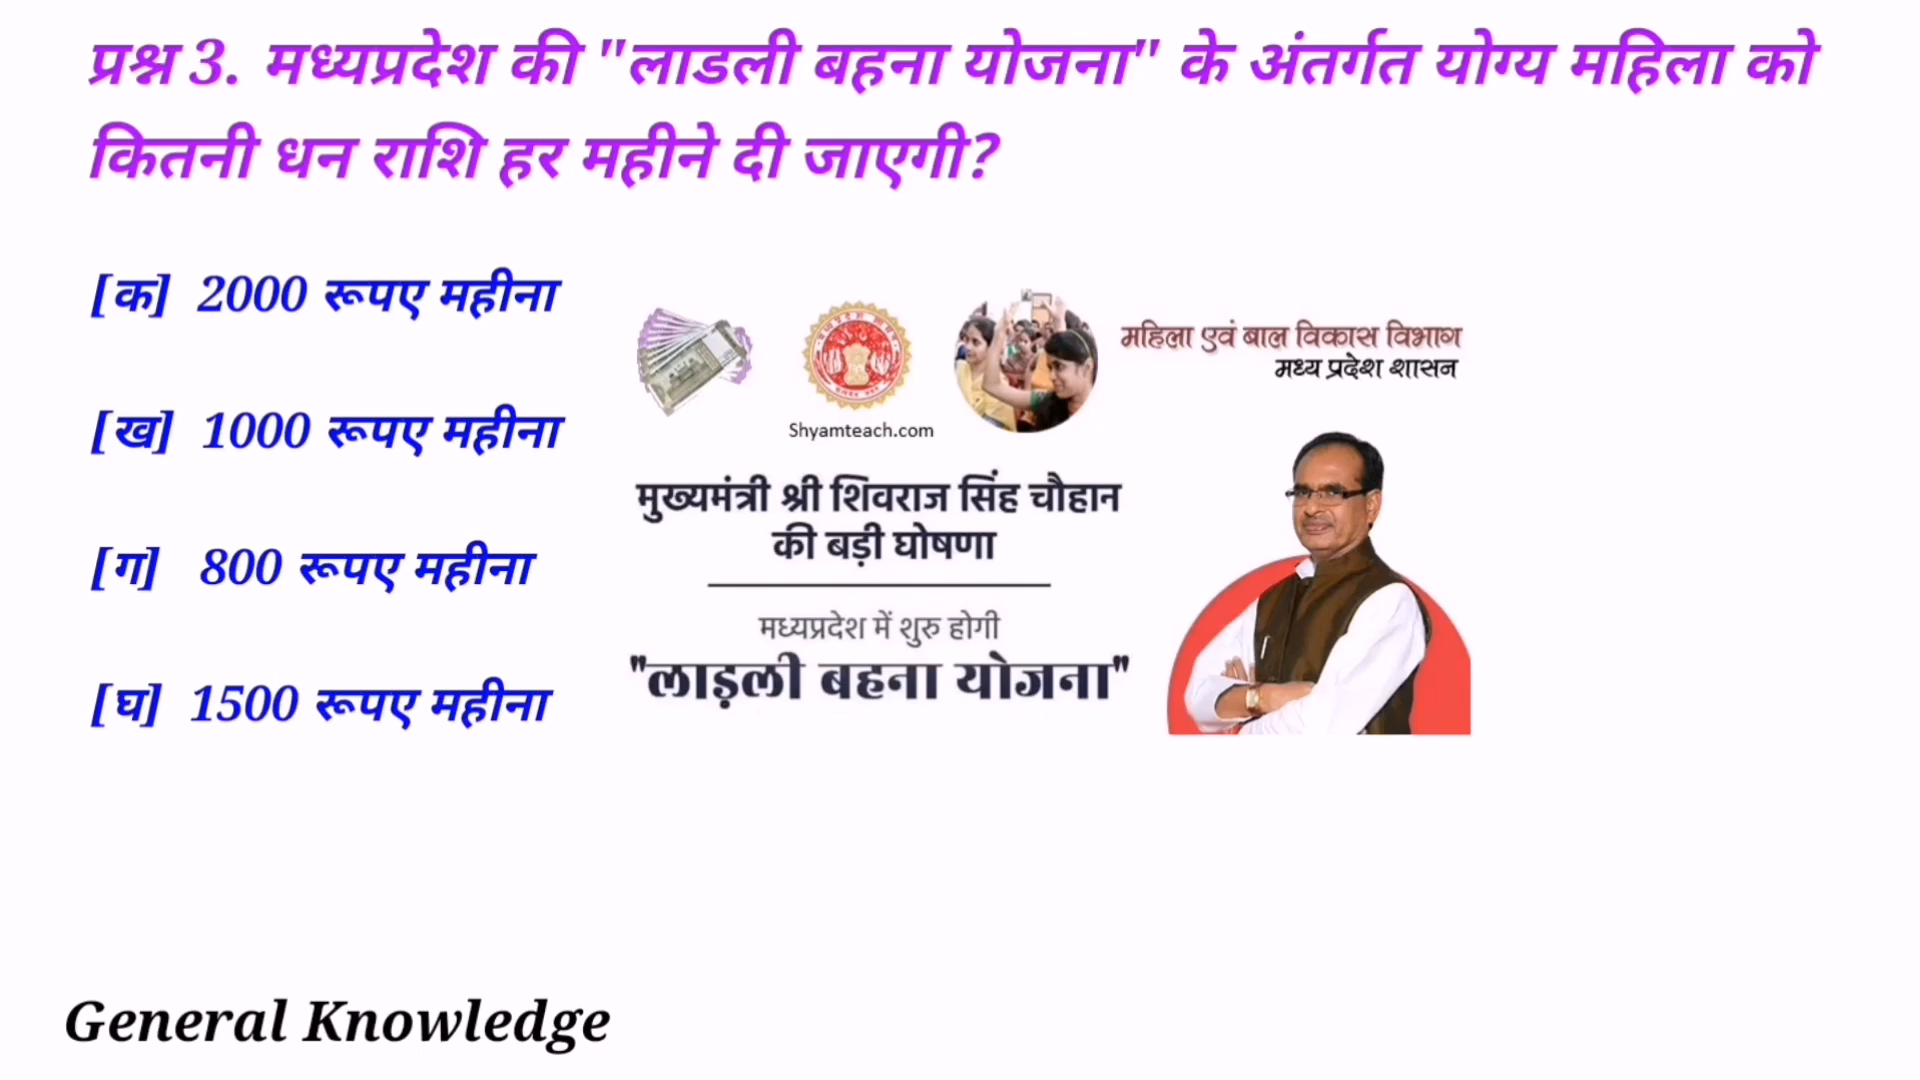 प्रश्न 3. मध्यप्रदेश की "लाडली बहना योजना" के अंतर्गत योग्य महिला को
कितनी धन राशि हर महीने दी जाएगी?
[क] 2000 रूपए महीना
[ख] 1000 रूपए महीना
[ग] 800 रूपए महीना
[घ] 1500 रूपए महीना
महिला एवं बाल विकास विभाग
मध्य प्रदेश शासन
Shyamteach.com
मुख्यमंत्री श्री शिवराज सिंह चौहान
की बड़ी घोषणा
मध्यप्रदेश में शुरु होगी
"लाड़ली बहना योजना"
General Knowledge